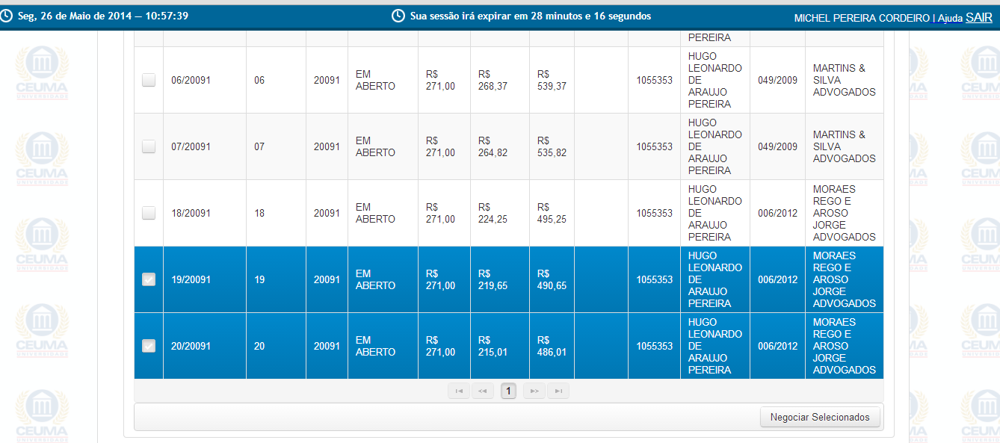 Seg, 26 de Maio de 2014 — 10:57:39
Sua sessão irá expirar em 28 minutos e 16 segundos
MICHEL PEREIRA CORDEIRO | Ajuda SAIR
PEREIRA
06/20091 06 20091 EM ABERTO R$ 271,00 R$ 268,37 R$ 539,37 1055353 HUGO LEONARDO DE ARAUJO PEREIRA 049/2009 MARTINS & SILVA ADVOGADOS
07/20091 07 20091 EM ABERTO R$ 271,00 R$ 264,82 R$ 535,82 1055353 HUGO LEONARDO DE ARAUJO PEREIRA 049/2009 MARTINS & SILVA ADVOGADOS
18/20091 18 20091 EM ABERTO R$ 271,00 R$ 224,25 R$ 495,25 1055353 HUGO LEONARDO DE ARAUJO PEREIRA 006/2012 MORAES REGO E AROSO JORGE ADVOGADOS
19/20091 19 20091 EM ABERTO R$ 271,00 R$ 219,65 R$ 490,65 1055353 HUGO LEONARDO DE ARAUJO PEREIRA 006/2012 MORAES REGO E AROSO JORGE ADVOGADOS
20/20091 20 20091 EM ABERTO R$ 271,00 R$ 215,01 R$ 486,01 1055353 HUGO LEONARDO DE ARAUJO PEREIRA 006/2012 MORAES REGO E AROSO JORGE ADVOGADOS
1
Negociar Selecionados
CEUMA
UNIVERSIDADE